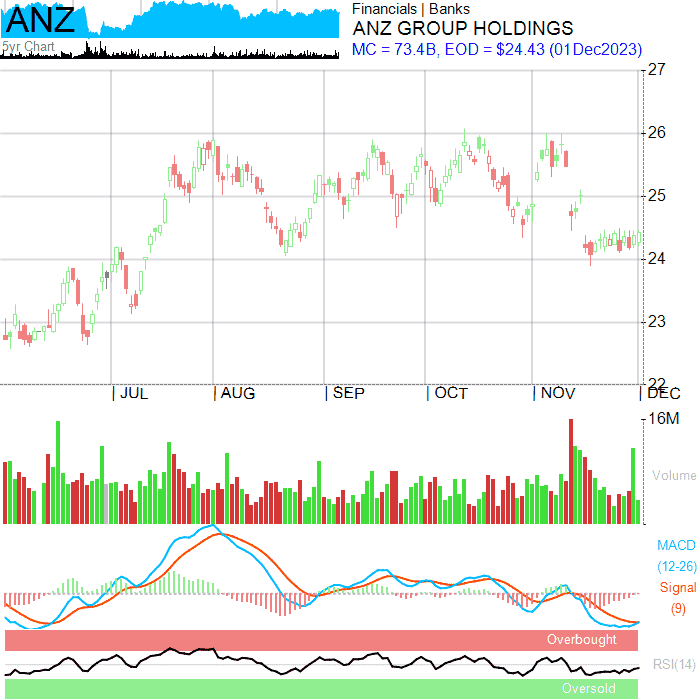 ANZ
5yr Chart
Financials | Banks
ANZ GROUP HOLDINGS
MC = 73.4B, EOD = $24.43 (01Dec2023)
27
26
25
24
23
22
JUL
AUG
SEP
OCT
NOV
DEC
16M
Volume
MACD
(12-26)
Signal
(9)
Overbought
RSI(14)
Oversold